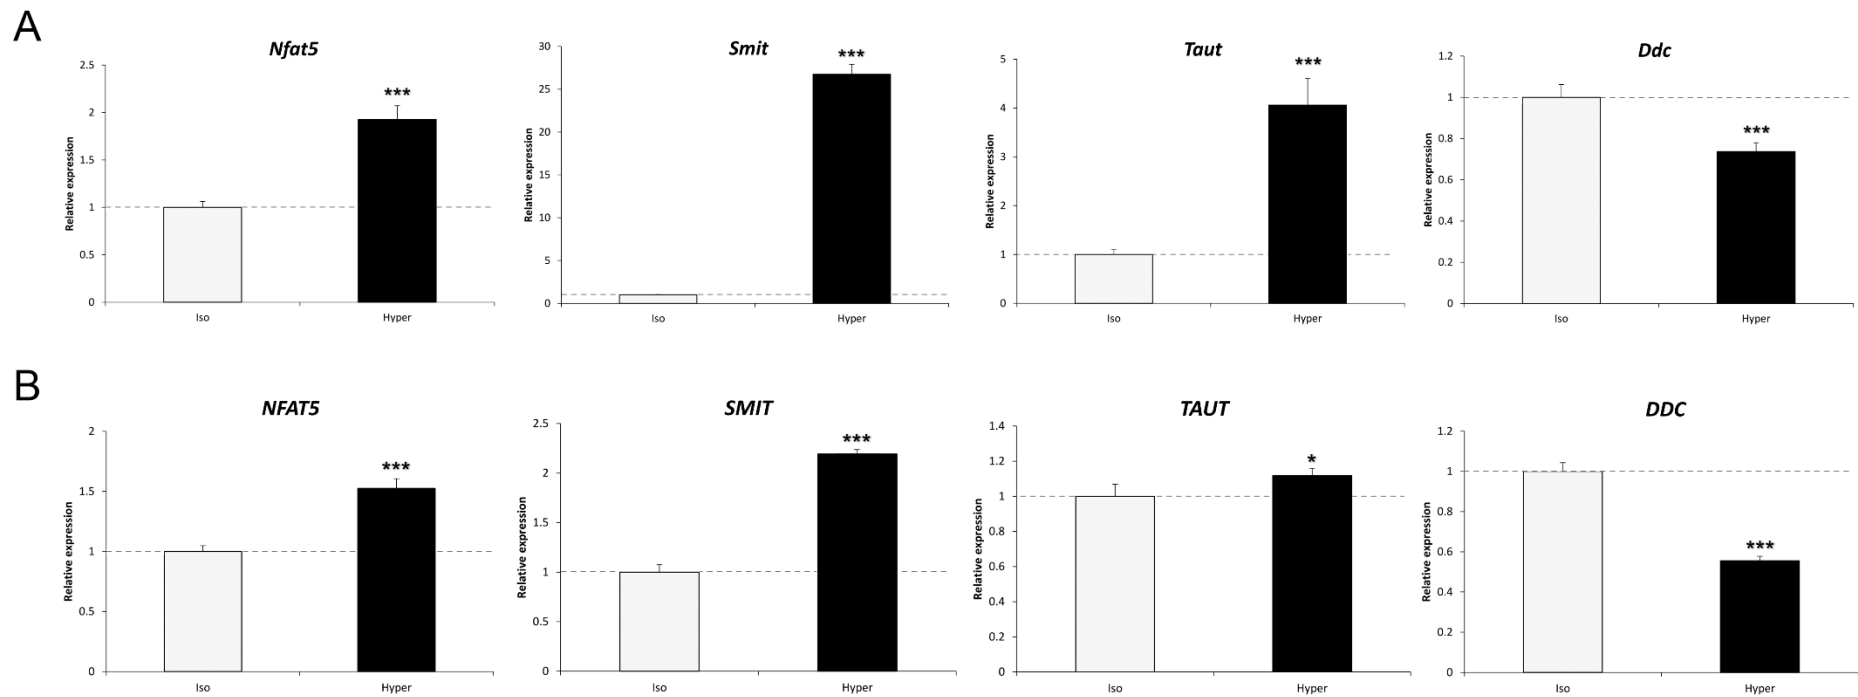 A
Nfat5
Relative expression
2.5
2
1.5
1
0.5
0
***
Iso
Hyper
Smit
Relative expression
30
25
20
15
10
5
0
***
Iso
Hyper
Taut
Relative expression
5
4
3
2
1
0
***
Iso
Hyper
Ddc
Relative expression
1.2
1
0.8
0.6
0.4
0.2
0
***
Iso
Hyper
B
NFAT5
Relative expression
2
1.5
1
0.5
0
***
Iso
Hyper
SMIT
Relative expression
2.5
2
1.5
1
0.5
0
***
Iso
Hyper
TAUT
Relative expression
1.4
1.2
1
0.8
0.6
0.4
0.2
0
*
Iso
Hyper
DDC
Relative expression
1.2
1
0.8
0.6
0.4
0.2
0
***
Iso
Hyper